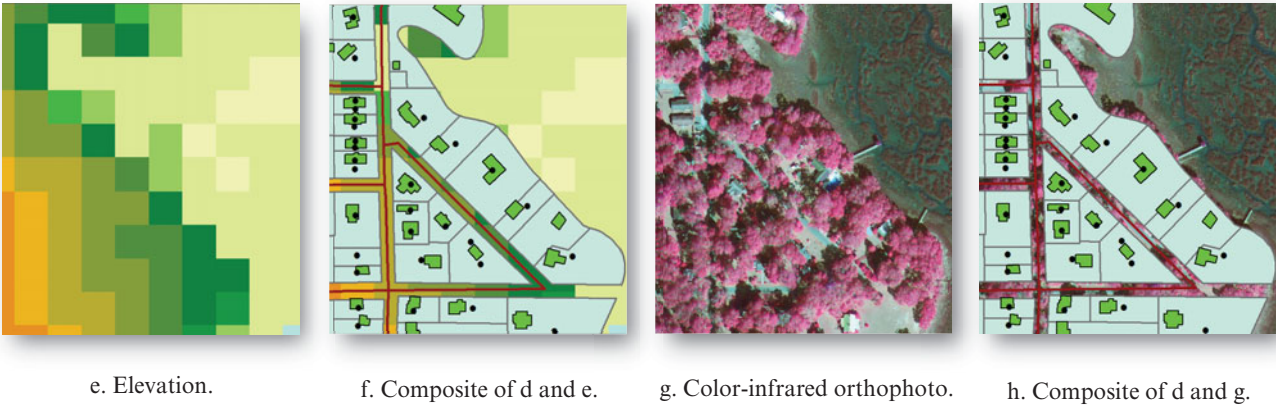 e. Elevation.
f. Composite of d and e.
g. Color-infrared orthophoto.
h. Composite of d and g.